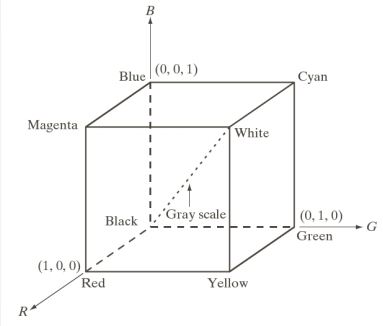 B
Blue (0, 0, 1)
Cyan
Magenta
White
Black
Gray scale
(0, 1, 0)
G
Green
(1, 0, 0)
Red
Yellow
R